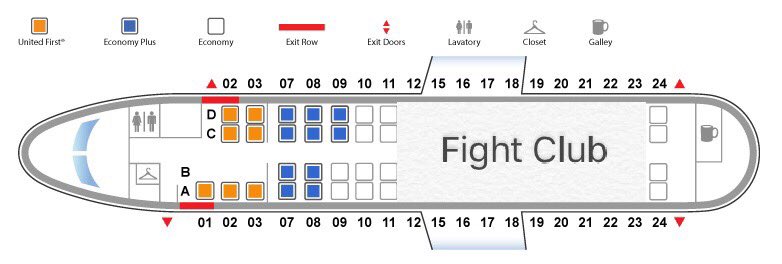 United First® Economy Plus Economy Exit Row Exit Doors Lavatory Closet Galley
02 03 07 08 09 10 11 12 15 16 17 18 19 20 21 22 23 24
D
C
Fight Club
B
A
01 02 03 07 08 09 10 11 12 15 16 17 18 19 20 21 22 23 24